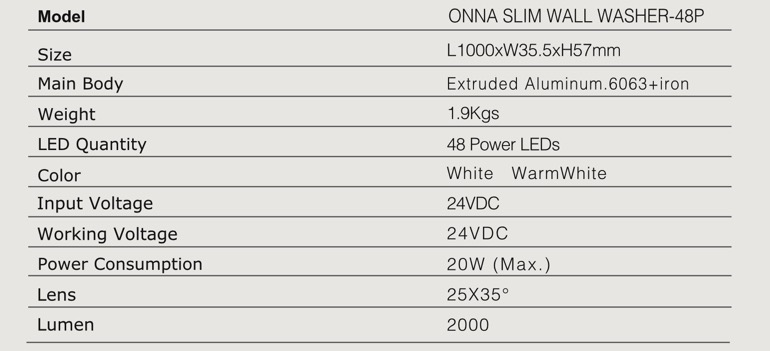 Model ONNA SLIM WALL WASHER-48P
Size L1000xW35.5xH57mm
Main Body Extruded Aluminum.6063+iron
Weight 1.9Kgs
LED Quantity 48 Power LEDs
Color White WarmWhite
Input Voltage 24VDC
Working Voltage 24VDC
Power Consumption 20W (Max.)
Lens 25X35°
Lumen 2000